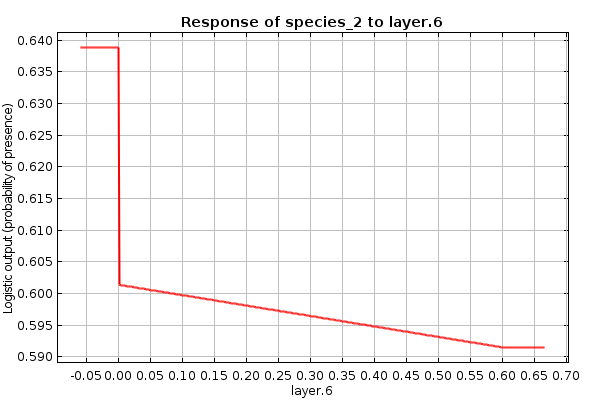 Response of species_2 to layer.6
Logistic output (probability of presence)
0.640
0.635
0.630
0.625
0.620
0.615
0.610
0.605
0.600
0.595
0.590
-0.05 0.00 0.05 0.10 0.15 0.20 0.25 0.30 0.35 0.40 0.45 0.50 0.55 0.60 0.65 0.70
layer.6